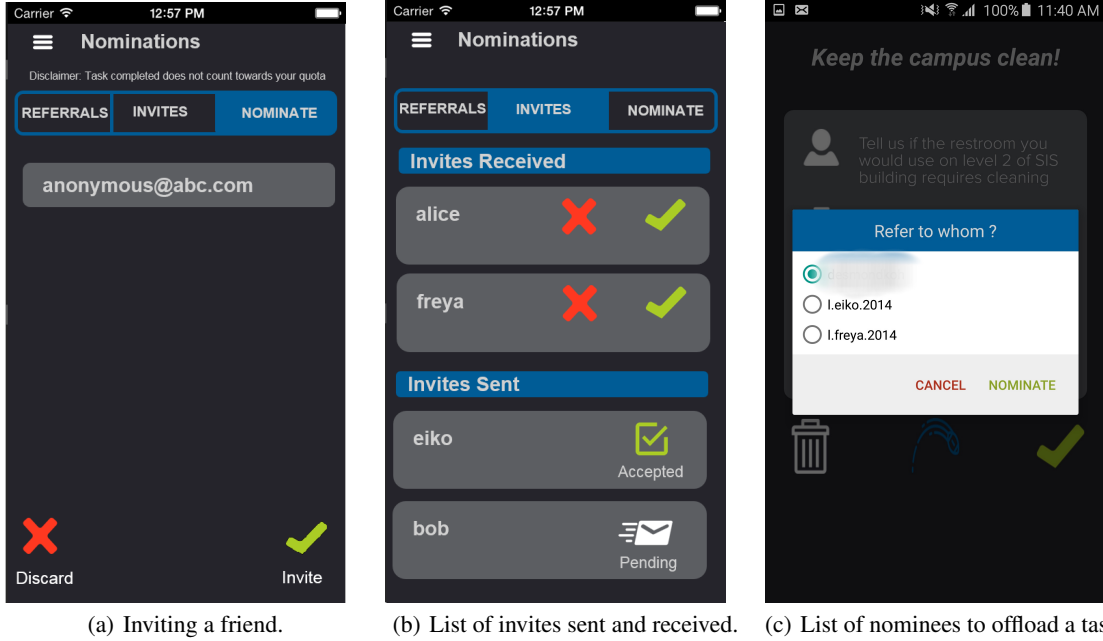 Carrier 12:57 PM
Nominations
Disclaimer: Task completed does not count towards your quota
REFERRALS INVITES NOMINATE
anonymous@abc.com
Discard Invite
(a) Inviting a friend.
Carrier 12:57 PM
Nominations
REFERRALS INVITES NOMINATE
Invites Received
alice
freya
Invites Sent
eiko
Accepted
bob
Pending
(b) List of invites sent and received.
100% 11:40 AM
Keep the campus clean!
Tell us if the restroom you
would use on level 2 of SIS
building requires cleaning
Refer to whom ?
l.eiko.2014
l.freya.2014
CANCEL NOMINATE
(c) List of nominees to offload a